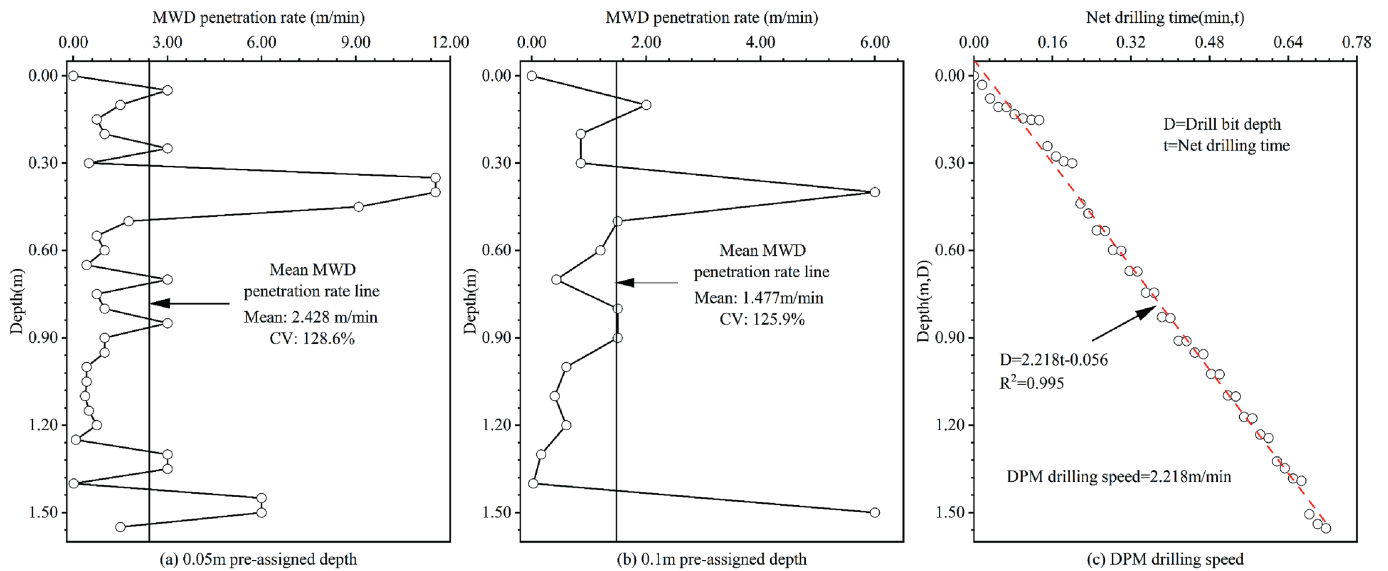 MWD penetration rate (m/min)
0.00 3.00 6.00 9.00 11.5 12.00
0.00
0.30
0.60
0.90
1.20
1.50
Depth(m)
Mean MWD
penetration rate line
Mean: 2.428 m/min
CV: 128.6%
(a) 0.05m pre-assigned depth
MWD penetration rate (m/min)
0.00 2.00 4.00 6.00
0.00
0.30
0.60
0.90
1.20
1.50
Depth(m)
Mean MWD
penetration rate line
Mean: 1.477m/min
CV: 125.9%
(b) 0.1m pre-assigned depth
Net drilling time(min,t)
0.00 0.16 0.32 0.48 0.64 0.78
0.00
0.30
0.60
0.90
1.20
1.50
Depth(m,D)
D=Drill bit depth
t=Net drilling time
D=2.218t-0.056
R²=0.995
DPM drilling speed=2.218m/min
(c) DPM drilling speed